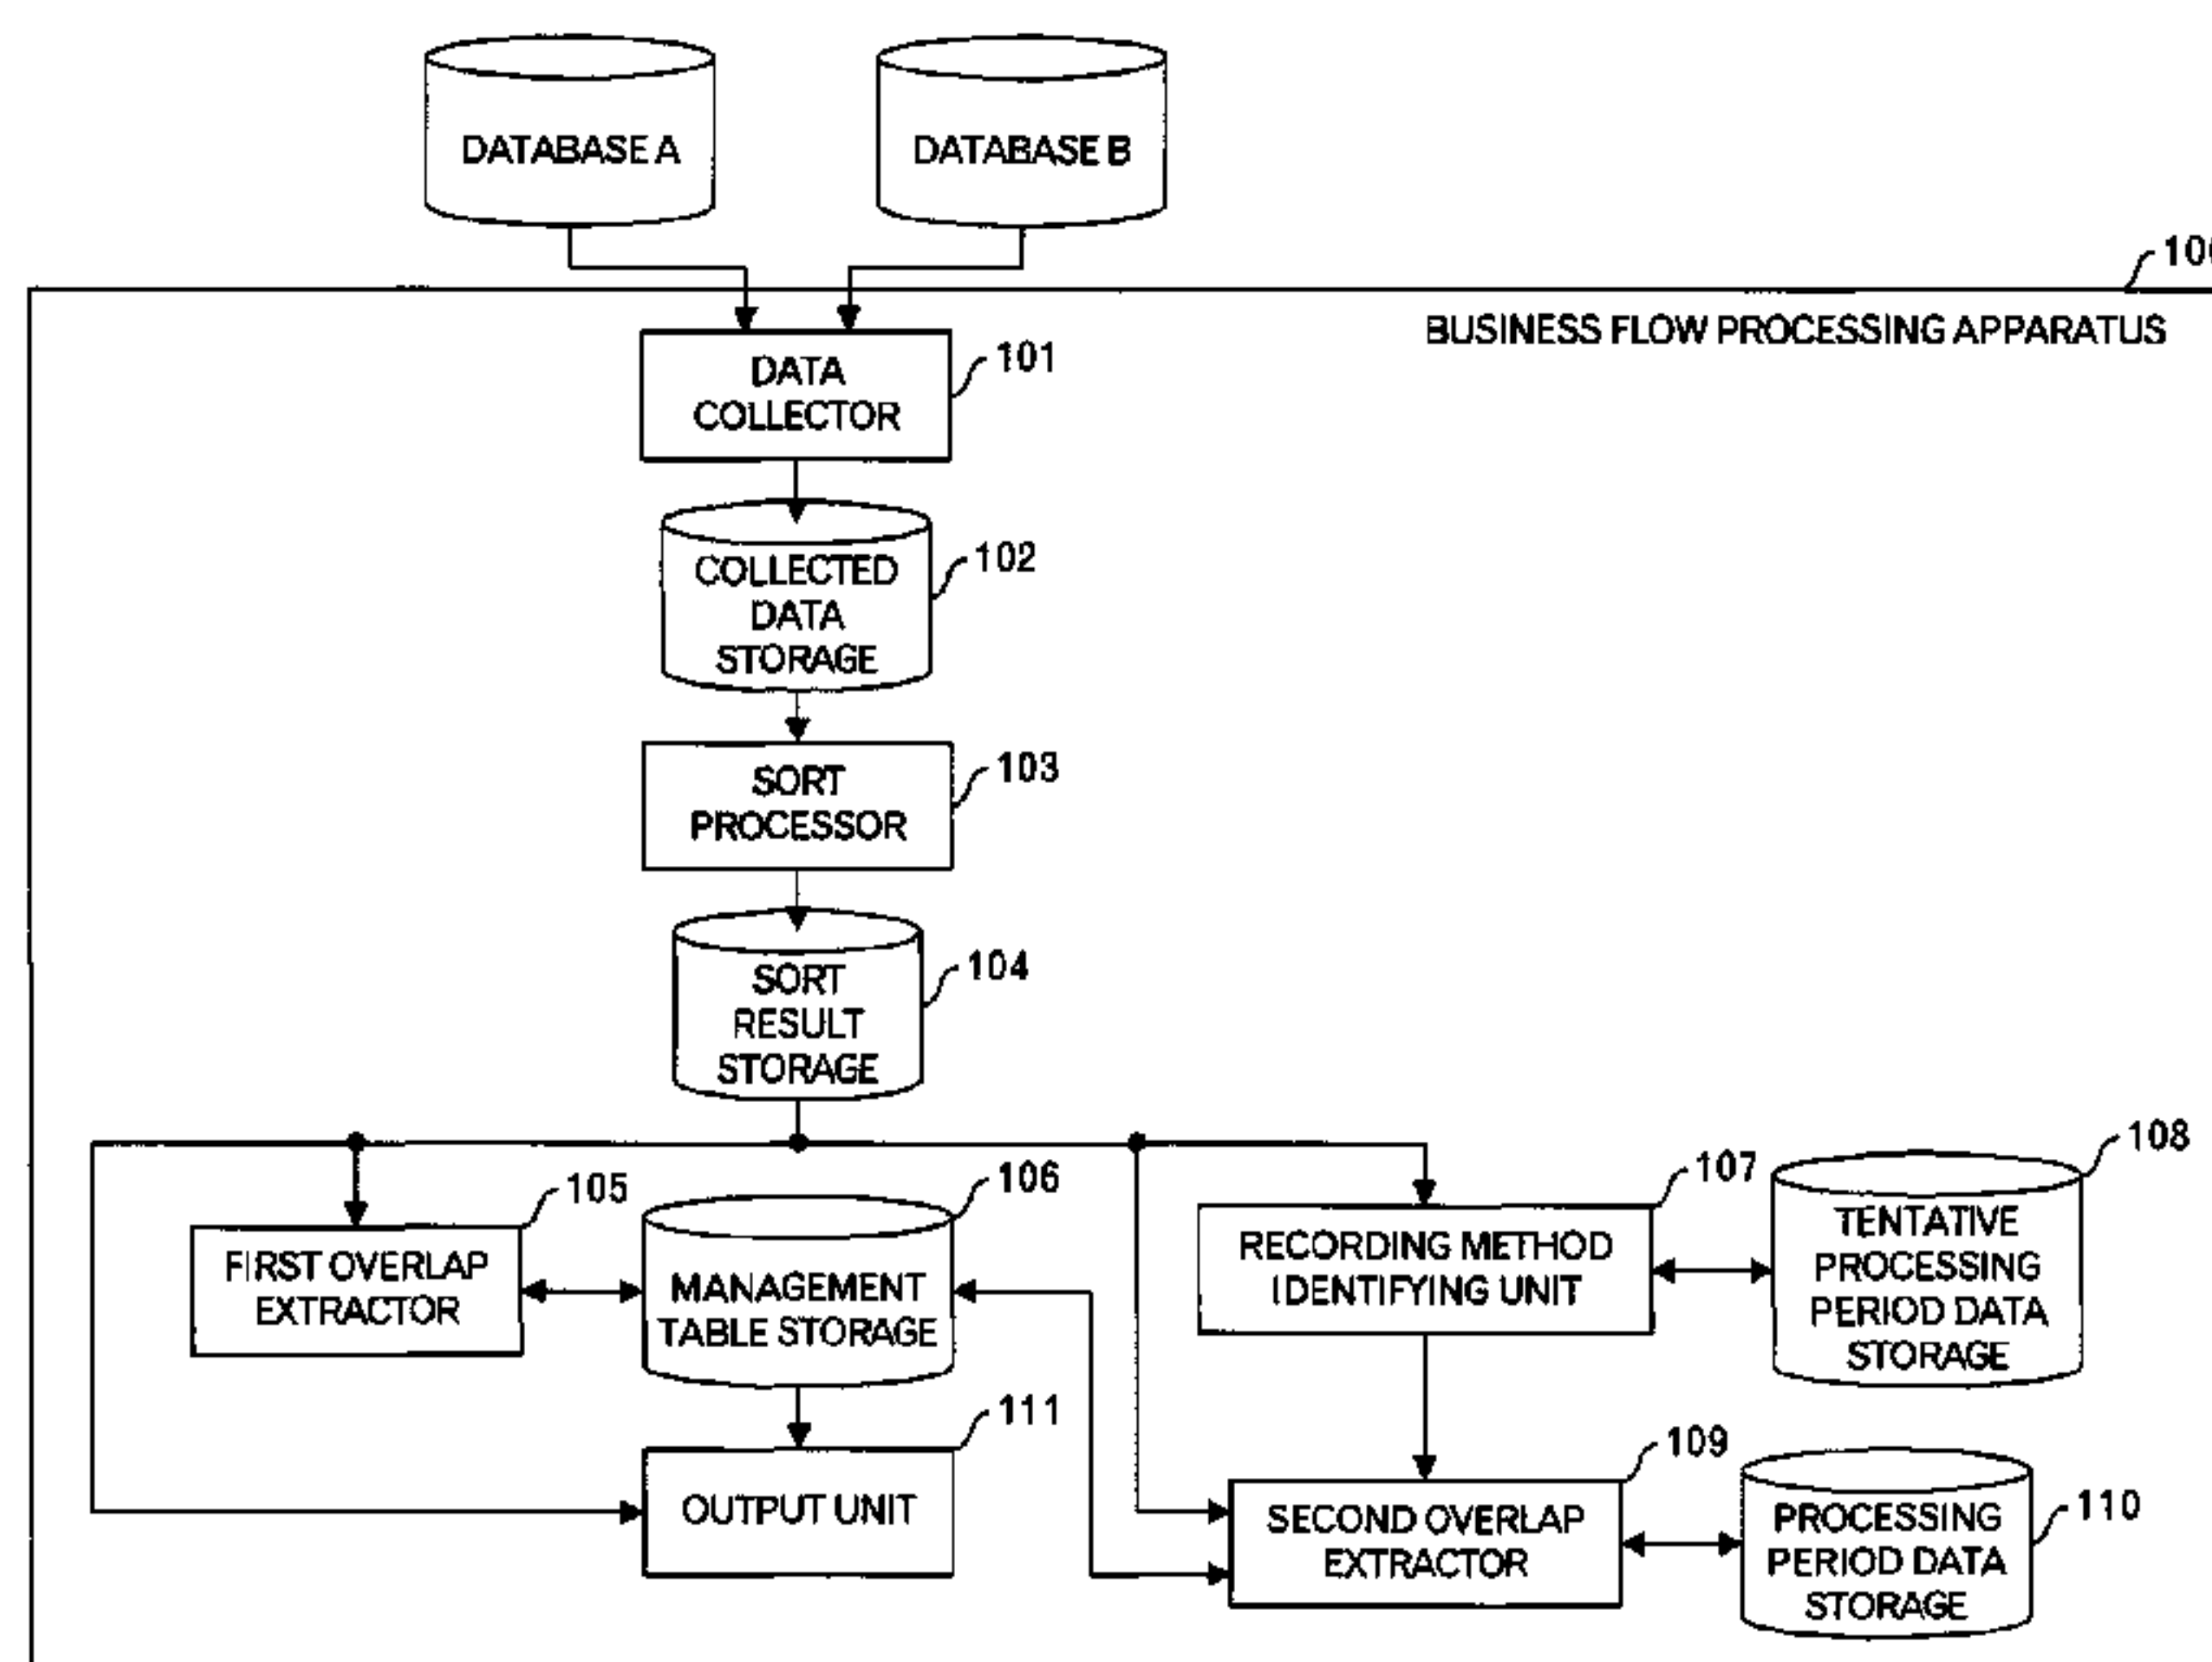 DATABASE A
DATABASE B
BUSINESS FLOW PROCESSING APPARATUS
DATA
COLLECTOR
101
COLLECTED
DATA
STORAGE
102
SORT
PROCESSOR
103
SORT
RESULT
STORAGE
104
FIRST OVERLAP
EXTRACTOR
105
MANAGEMENT
TABLE STORAGE
106
RECORDING METHOD
IDENTIFYING UNIT
107
TENTATIVE
PROCESSING
PERIOD DATA
STORAGE
108
OUTPUT UNIT
111
SECOND OVERLAP
EXTRACTOR
109
PROCESSING
PERIOD DATA
STORAGE
110